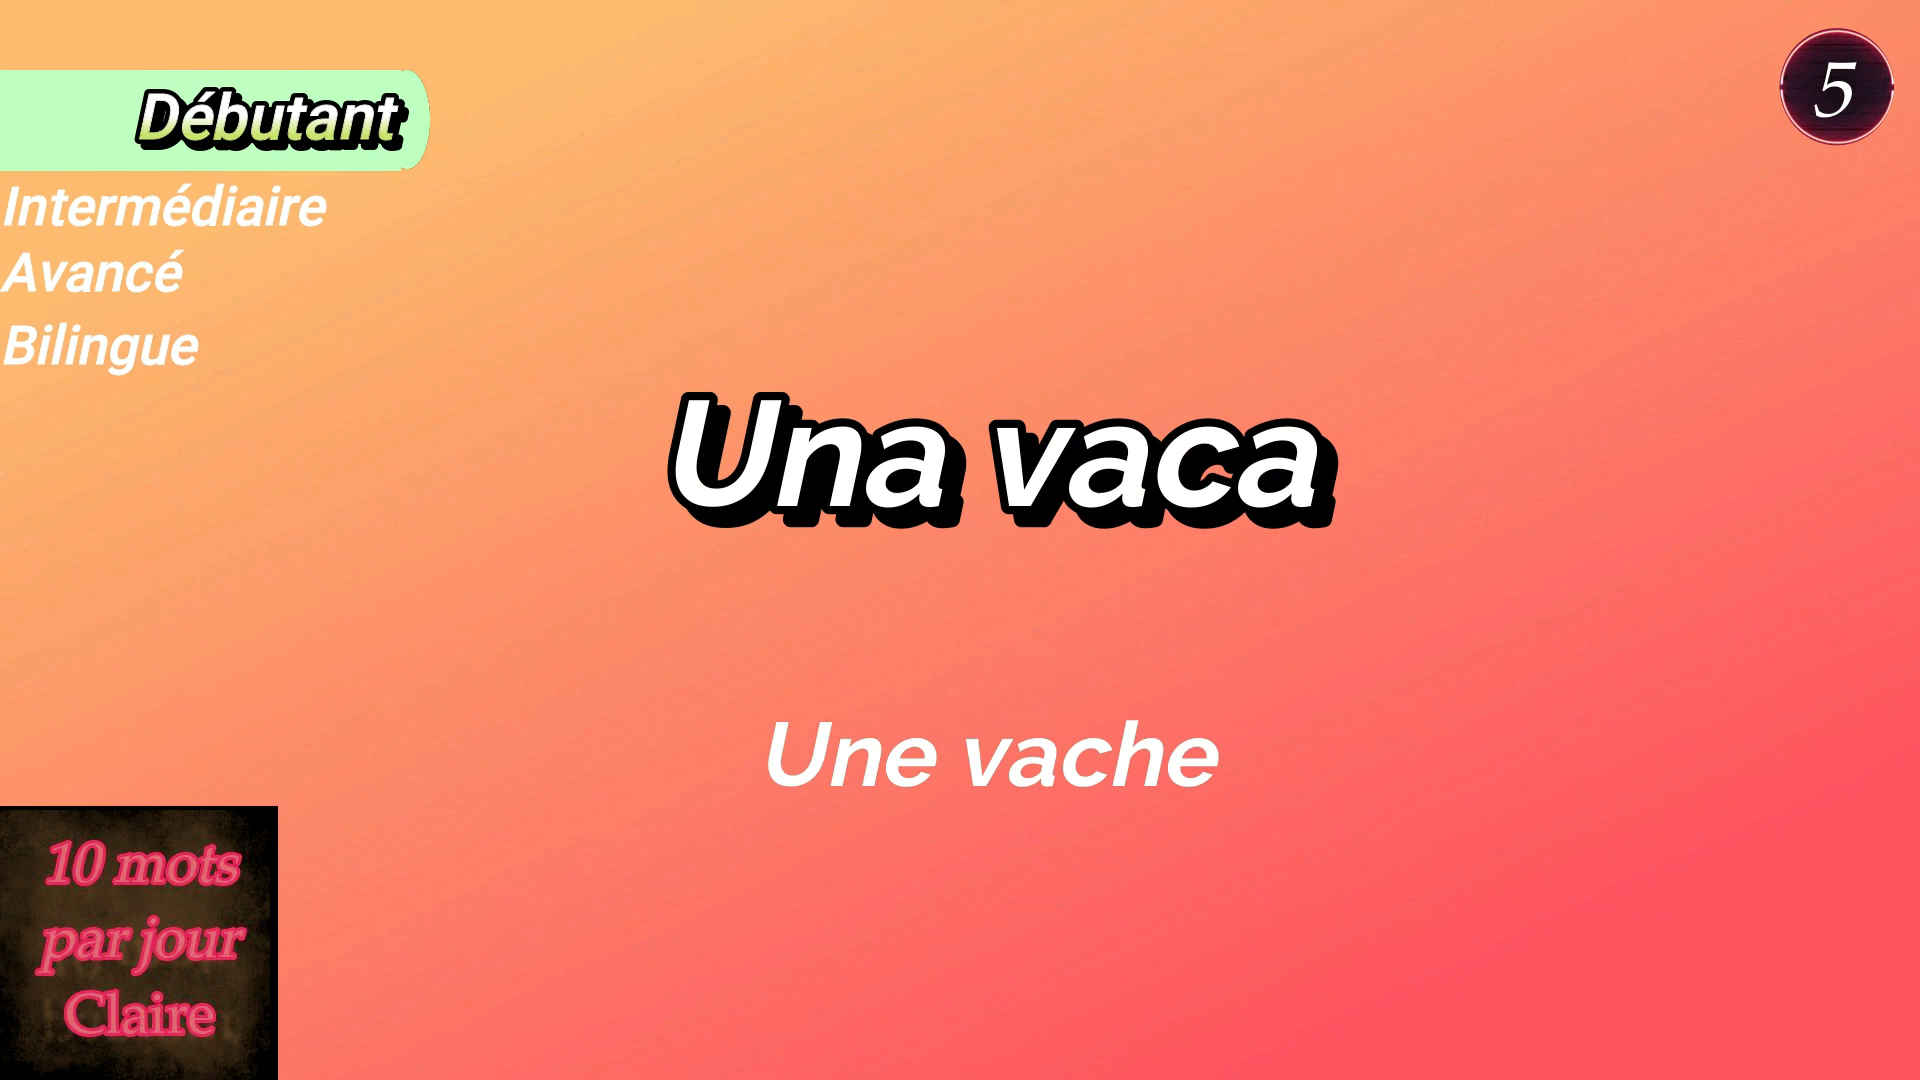 Débutant
5
Intermédiaire
Avancé
Bilingue
Una vaca
Une vache
10 mots
par jour
Claire